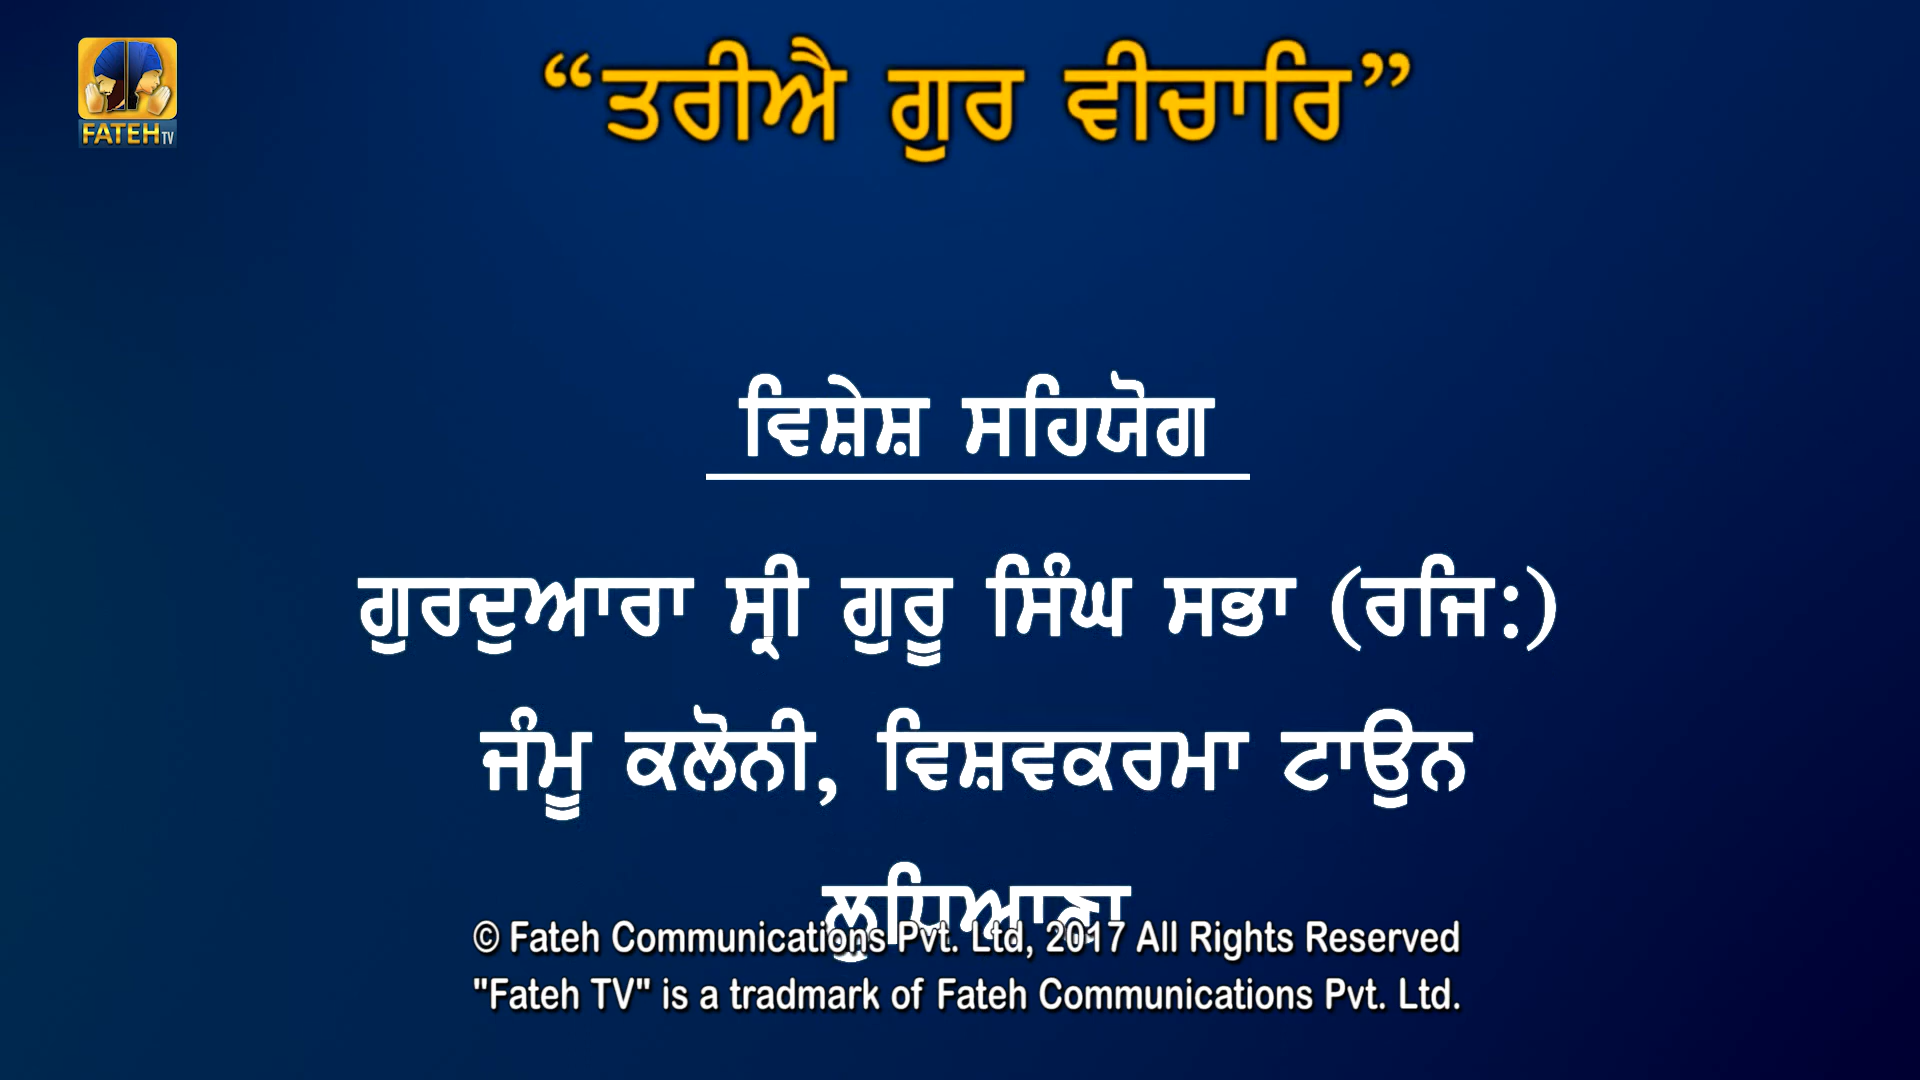 FATEH TV
“ਤਰੀਐ ਗੁਰ ਵੀਚਾਰਿ”
ਵਿਸ਼ੇਸ਼ ਸਹਿਯੋਗ
ਗੁਰਦੁਆਰਾ ਸ੍ਰੀ ਗੁਰੂ ਸਿੰਘ ਸਭਾ (ਰਜਿ:)
ਜੰਮੂ ਕਲੋਨੀ, ਵਿਸ਼ਵਕਰਮਾ ਟਾਊਨ
ਲੁਧਿਆਣਾ
© Fateh Communications Pvt. Ltd, 2017 All Rights Reserved
"Fateh TV" is a tradmark of Fateh Communications Pvt. Ltd.